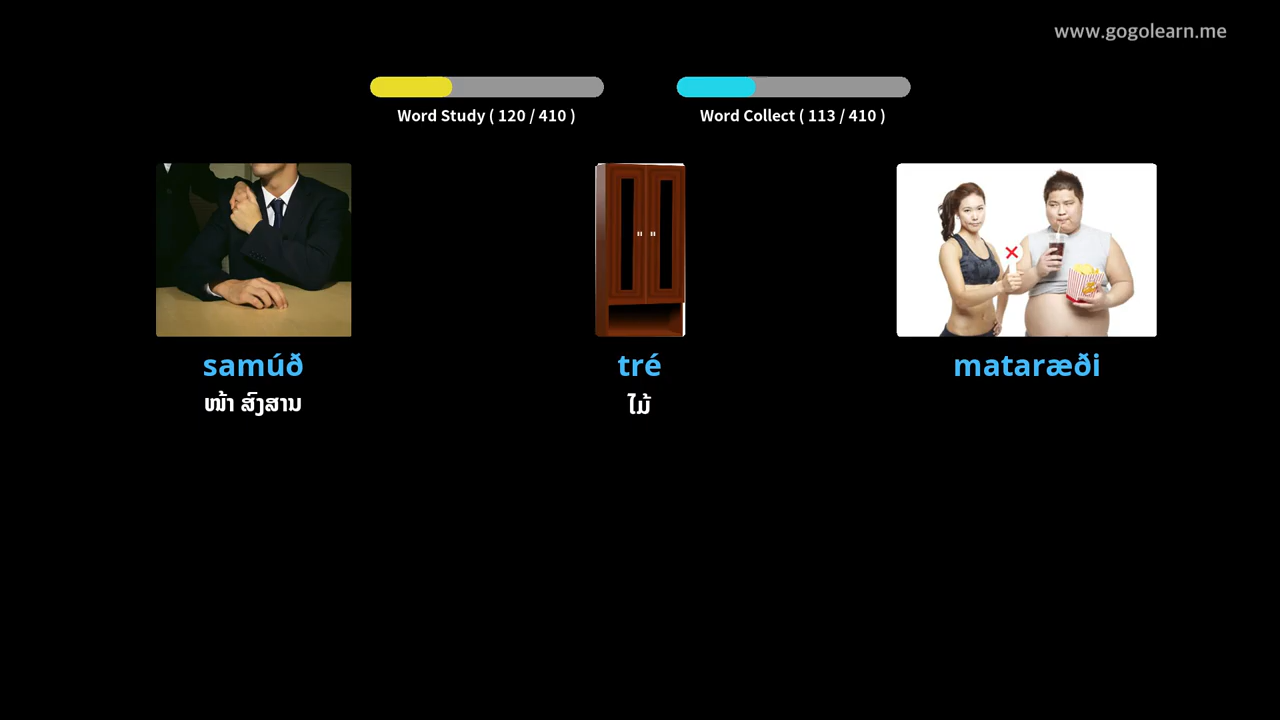 www.gogolearn.me
Word Study ( 120 / 410 )
Word Collect ( 113 / 410 )
samúð
tré
mataræði
ໜ້າ ສົງສານ
ໄມ້